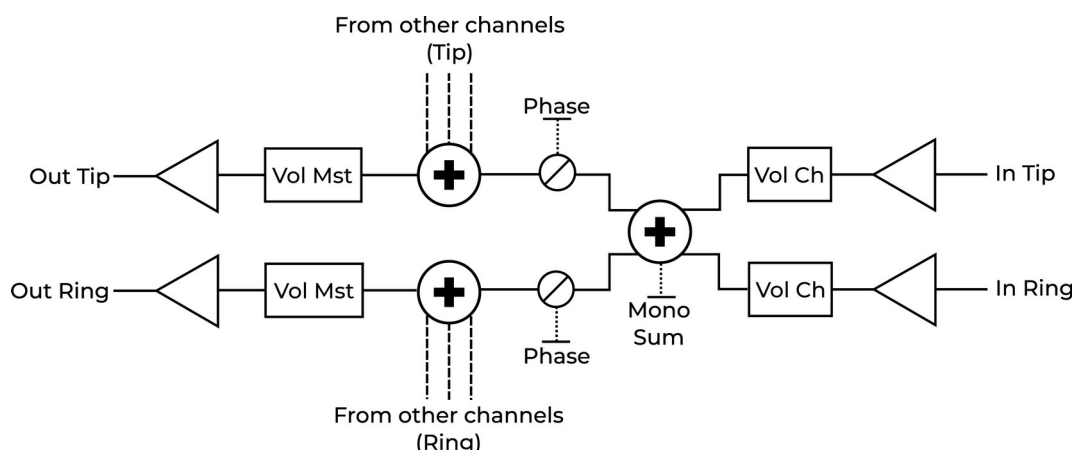 From other channels
(Tip)
Phase
Out Tip
Vol Mst
Vol Ch
In Tip
Out Ring
Vol Mst
Mono
Sum
Vol Ch
In Ring
Phase
From other channels
(Ring)